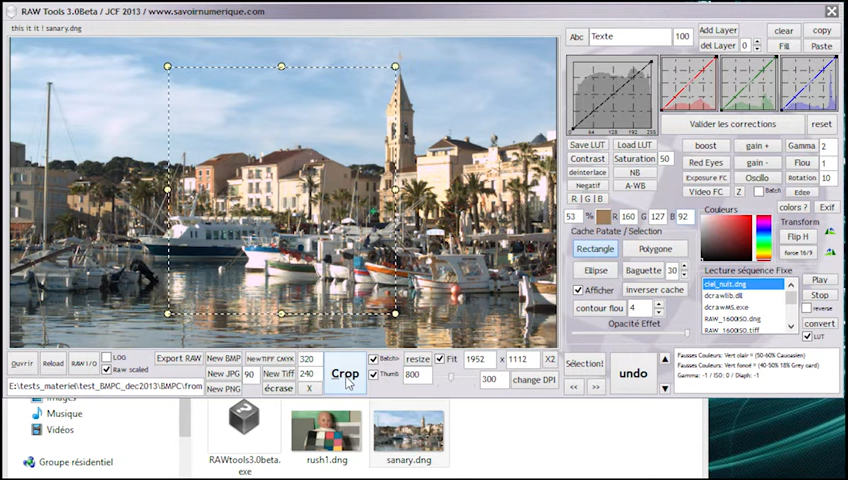 RAW Tools 3.0Beta / JCF 2013 / www.savoirnumerique.com
this it it ! sanary.dng
Abc Texte 100
Add Layer
del Layer 0
clear copy
Fill Paste
0 64 128 192 255
Valider les corrections reset
Save LUT Load LUT
Contrast Saturation 50
deinterlace NB
Negatif A-WB
R | G | B
boost gain + Gamma 2
Red Eyes gain - Flou 1
Exposure FC Oscillo Rotation 10
Video FC Z Batch Edge
53 % R 160 G 127 B 92
Couleurs
colors ? Exif
Transform
Flip H
force 16/9
Cache Patate / Selection
Rectangle Polygone
Ellipse Baguette 30
Afficher inverser cache
contour flou 4
Opacité Effet
Lecture séquence Fixe
ciel_nuit.dng
dcrawlib.dll
dcrawMS.exe
RAW_1600ISO.dng
RAW_1600ISO.tiff
Play
Stop
reverse
convert
LUT
Ouvrir Reload RAW I/O
LOG
Raw scaled
Export RAW
New BMP New TIFF CMYK 320
New JPG 90 New Tiff 240
New PNG écrase X
Crop
Batch> resize Fit 1952 x 1112 X2
Thumb 800 300 change DPI
Sélection!
<< >>
undo
Fausses Couleurs: Vert clair = (50-60% Caucasien)
Fausses Couleurs: Vert foncé = (40-50% 18% Grey card)
Gamma: -1 / ISO: 0 / Diaph: -1
E:\tests_materiel\test_BMPC_dec2013\BMPC\from
Images
Musique
Vidéos
Groupe résidentiel
RAWtools3.0beta.
exe
rush1.dng
sanary.dng